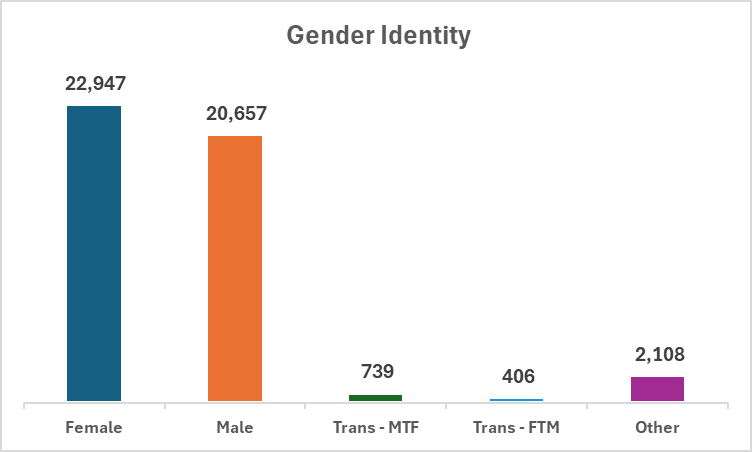 Gender Identity
22,947
20,657
739
406
2,108
Female
Male
Trans - MTF
Trans - FTM
Other